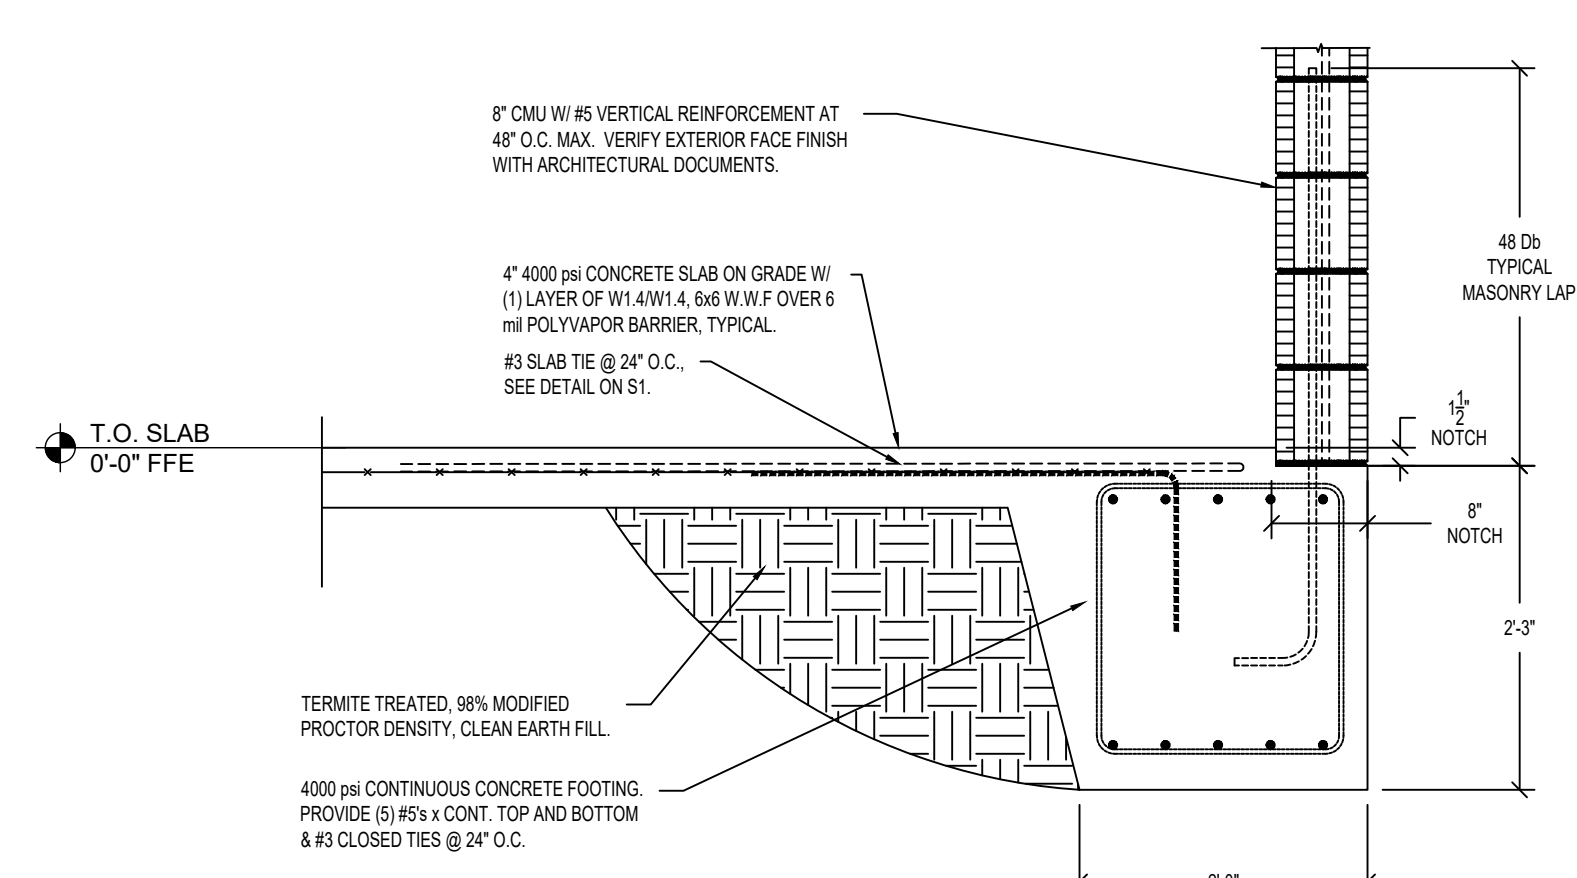 8" CMU W/ #5 VERTICAL REINFORCEMENT AT
48" O.C. MAX. VERIFY EXTERIOR FACE FINISH
WITH ARCHITECTURAL DOCUMENTS.
48 Db
TYPICAL
MASONRY LAP
4" 4000 psi CONCRETE SLAB ON GRADE W/
(1) LAYER OF W1.4/W1.4, 6x6 W.W.F OVER 6
mil POLYVAPOR BARRIER, TYPICAL.
#3 SLAB TIE @ 24" O.C.,
SEE DETAIL ON S1.
1 1/2"
NOTCH
T.O. SLAB
0'-0" FFE
8"
NOTCH
2'-3"
TERMITE TREATED, 98% MODIFIED
PROCTOR DENSITY, CLEAN EARTH FILL.
4000 psi CONTINUOUS CONCRETE FOOTING.
PROVIDE (5) #5's x CONT. TOP AND BOTTOM
& #3 CLOSED TIES @ 24" O.C.